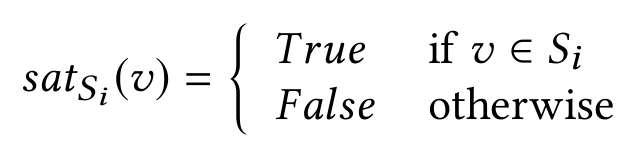 sat_{S_i}(v) = { True if v ∈ S_i
False otherwise